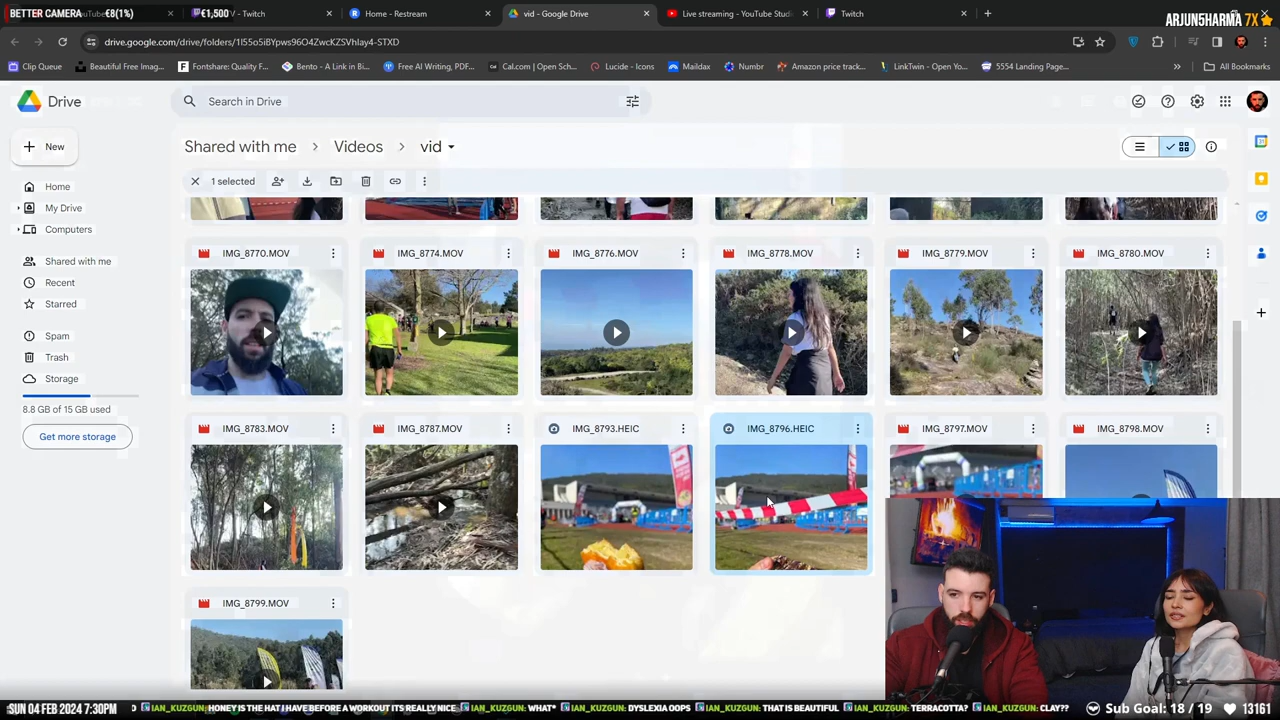 BETTER CAMERA €8(1%)
€1,500
- Twitch
Home - Restream
vid - Google Drive
Live streaming - YouTube Studi
Twitch
ARJUN5HARMA 7X
drive.google.com/drive/folders/1I55o5iBYpws96O4ZwcKZSVhIay4-STXD
Clip Queue
Beautiful Free Imag...
Fontshare: Quality F...
Bento - A Link in Bi...
Free AI Writing, PDF...
Cal.com | Open Sch...
Lucide - Icons
Maildax
Numbr
Amazon price track...
LinkTwin - Open Yo...
5554 Landing Page...
»
All Bookmarks
Drive
Search in Drive
New
Shared with me > Videos > vid
1 selected
Home
My Drive
Computers
Shared with me
Recent
Starred
Spam
Trash
Storage
8.8 GB of 15 GB used
Get more storage
IMG_8770.MOV
IMG_8774.MOV
IMG_8776.MOV
IMG_8778.MOV
IMG_8779.MOV
IMG_8780.MOV
IMG_8783.MOV
IMG_8787.MOV
IMG_8793.HEIC
IMG_8796.HEIC
IMG_8797.MOV
IMG_8798.MOV
IMG_8799.MOV
SUN 04 FEB 2024 7:30PM
IAN_KUZGUN: HONEY IS THE HAT I HAVE BEFORE A WORKOUT ITS REALLY NICE
IAN_KUZGUN: WHAT*
IAN_KUZGUN: DYSLEXIA OOPS
IAN_KUZGUN: THAT IS BEAUTIFUL
IAN_KUZGUN: TERRACOTTA?
IAN_KUZGUN: CLAY??
Sub Goal: 18 / 19
13161